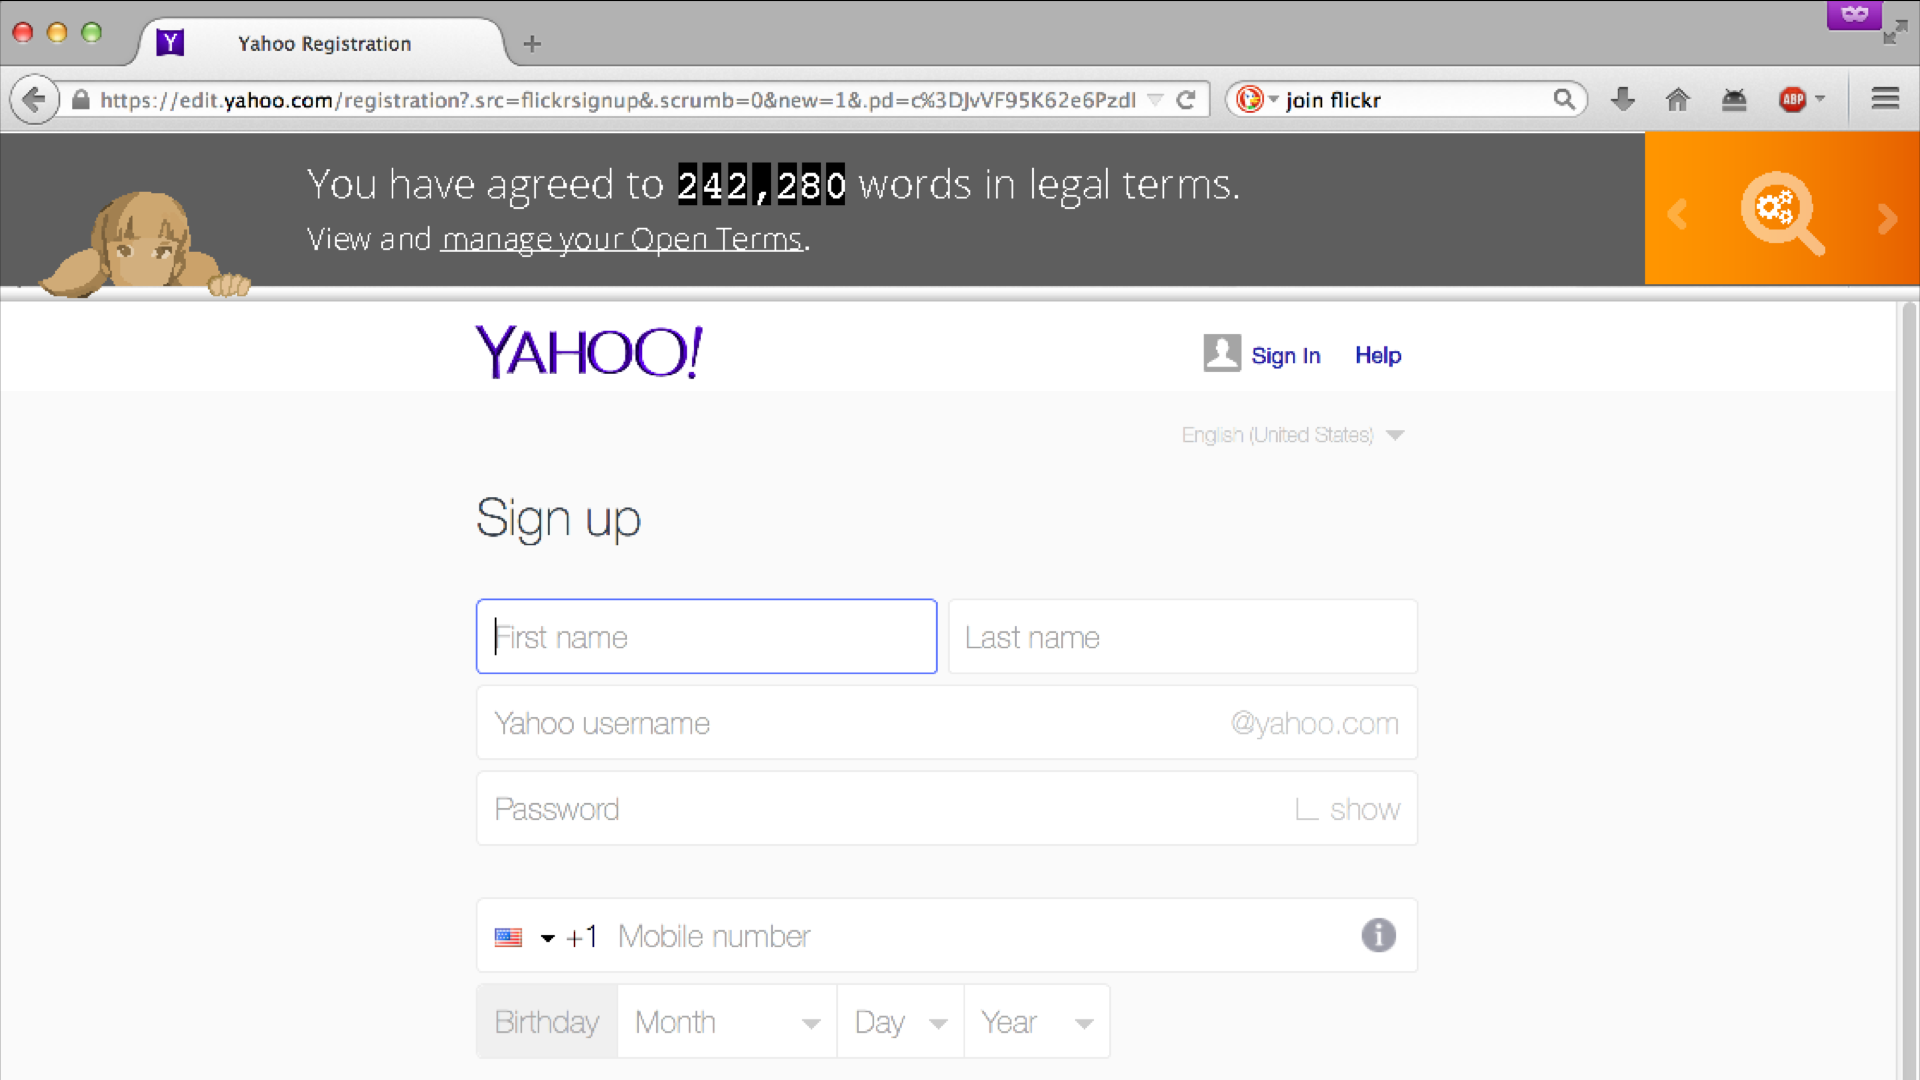 Yahoo Registration
https://edit.yahoo.com/registration?.src=flickrsignup&.scrumb=0&new=1&.pd=c%3DJvVF95K62e6PzdI
join flickr
ABP
You have agreed to 242,280 words in legal terms.
View and manage your Open Terms.
YAHOO!
Sign In
Help
English (United States)
Sign up
First name
Last name
Yahoo username
@yahoo.com
Password
show
+1 Mobile number
Birthday
Month
Day
Year